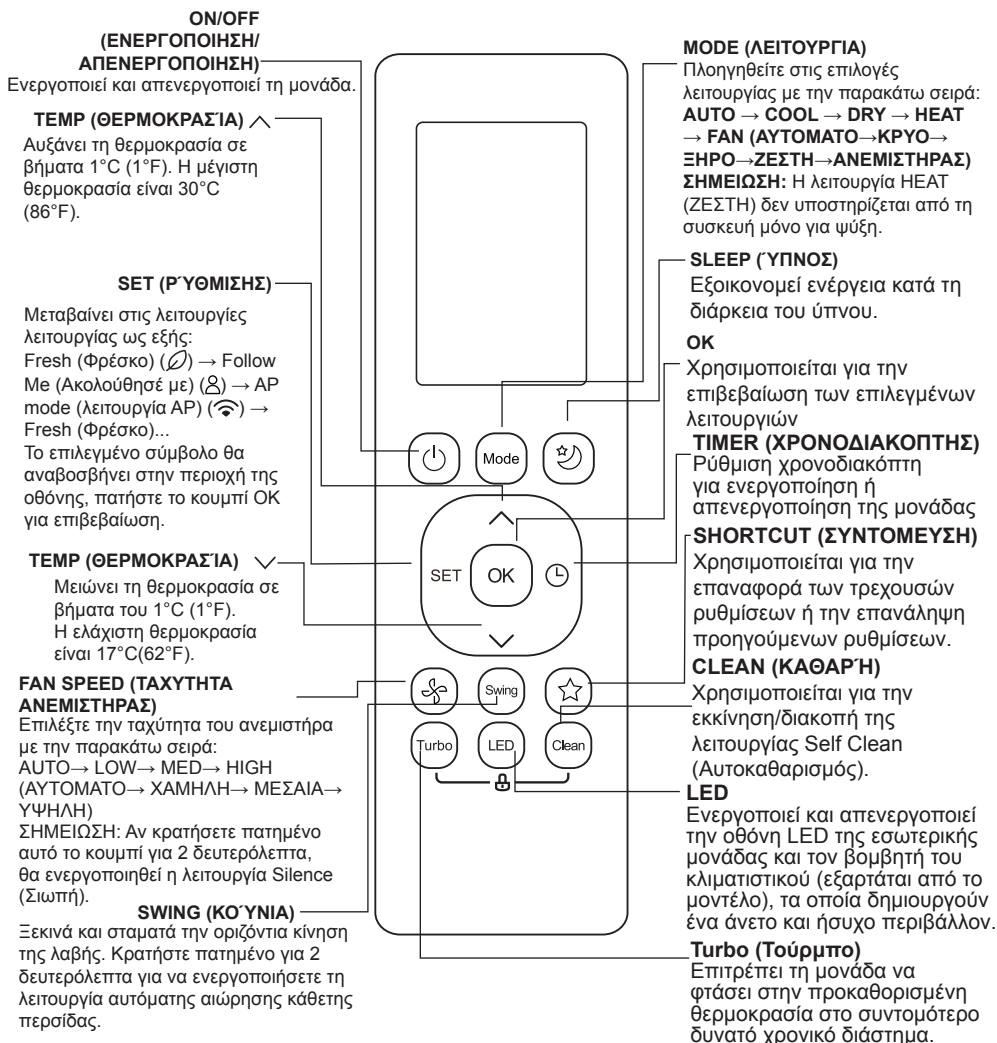 ON/OFF
(ΕΝΕΡΓΟΠΟΙΗΣΗ/
ΑΠΕΝΕΡΓΟΠΟΙΗΣΗ)
Ενεργοποιεί και απενεργοποιεί τη μονάδα.
TEMP (ΘΕΡΜΟΚΡΑΣΊΑ)
Αυξάνει τη θερμοκρασία σε
βήματα 1°C (1°F). Η μέγιστη
θερμοκρασία είναι 30°C
(86°F).
SET (Ρ'ΎΘΜΙΣΗΣ)
Μεταβαίνει στις λειτουργίες
λειτουργίας ως εξής:
Fresh (Φρέσκο) ( ) → Follow
Me (Ακολούθησέ με) ( ) → AP
mode (λειτουργία AP) ( ) →
Fresh (Φρέσκο)...
Το επιλεγμένο σύμβολο θα
αναβοσβήνει στην περιοχή της
οθόνης, πατήστε το κουμπί OK
για επιβεβαίωση.
TEMP (ΘΕΡΜΟΚΡΑΣΊΑ)
Μειώνει τη θερμοκρασία σε
βήματα του 1°C (1°F).
Η ελάχιστη θερμοκρασία
είναι 17°C(62°F).
FAN SPEED (ΤΑΧΥΤΗΤΑ
ΑΝΕΜΙΣΤΗΡΑΣ)
Επιλέξτε την ταχύτητα του ανεμιστήρα
με την παρακάτω σειρά:
AUTO→ LOW→ MED→ HIGH
(ΑΥΤΟΜΑΤΟ→ ΧΑΜΗΛΗ→ ΜΕΣΑΙΑ→
ΥΨΗΛΗ)
ΣΗΜΕΙΩΣΗ: Αν κρατήσετε πατημένο
αυτό το κουμπί για 2 δευτερόλεπτα,
θα ενεργοποιηθεί η λειτουργία Silence
(Σιωπή).
SWING (ΚΟΎΝΙΑ)
Ξεκινά και σταματά την οριζόντια κίνηση
της λαβής. Κρατήστε πατημένο για 2
δευτερόλεπτα για να ενεργοποιήσετε τη
λειτουργία αυτόματης αιώρησης κάθετης
περσίδας.
Mode
SET
OK
Swing
Turbo
LED
Clean
MODE (ΛΕΙΤΟΥΡΓΙΑ)
Πλοηγηθείτε στις επιλογές
λειτουργίας με την παρακάτω σειρά:
AUTO → COOL → DRY → HEAT
→ FAN (ΑΥΤΟΜΑΤΟ→ΚΡΥΟ→
ΞΗΡΟ→ΖΕΣΤΗ→ΑΝΕΜΙΣΤΗΡΑΣ)
ΣΗΜΕΙΩΣΗ: Η λειτουργία HEAT
(ΖΕΣΤΗ) δεν υποστηρίζεται από τη
συσκευή μόνο για ψύξη.
SLEEP (ΎΠΝΟΣ)
Εξοικονομεί ενέργεια κατά τη
διάρκεια του ύπνου.
OK
Χρησιμοποιείται για την
επιβεβαίωση των επιλεγμένων
λειτουργιών
TIMER (ΧΡΟΝΟΔΙΑΚΟΠΤΗΣ)
Ρύθμιση χρονοδιακόπτη
για ενεργοποίηση ή
απενεργοποίηση της μονάδας
SHORTCUT (ΣΥΝΤΟΜΕΥΣΗ)
Χρησιμοποιείται για την
επαναφορά των τρεχουσών
ρυθμίσεων ή την επανάληψη
προηγούμενων ρυθμίσεων.
CLEAN (ΚΑΘΑΡΉ)
Χρησιμοποιείται για την
εκκίνηση/διακοπή της
λειτουργίας Self Clean
(Αυτοκαθαρισμός).
LED
Ενεργοποιεί και απενεργοποιεί
την οθόνη LED της εσωτερικής
μονάδας και τον βομβητή του
κλιματιστικού (εξαρτάται από το
μοντέλο), τα οποία δημιουργούν
ένα άνετο και ήσυχο περιβάλλον.
Turbo (Τούρμπο)
Επιτρέπει τη μονάδα να
φτάσει στην προκαθορισμένη
θερμοκρασία στο συντομότερο
δυνατό χρονικό διάστημα.